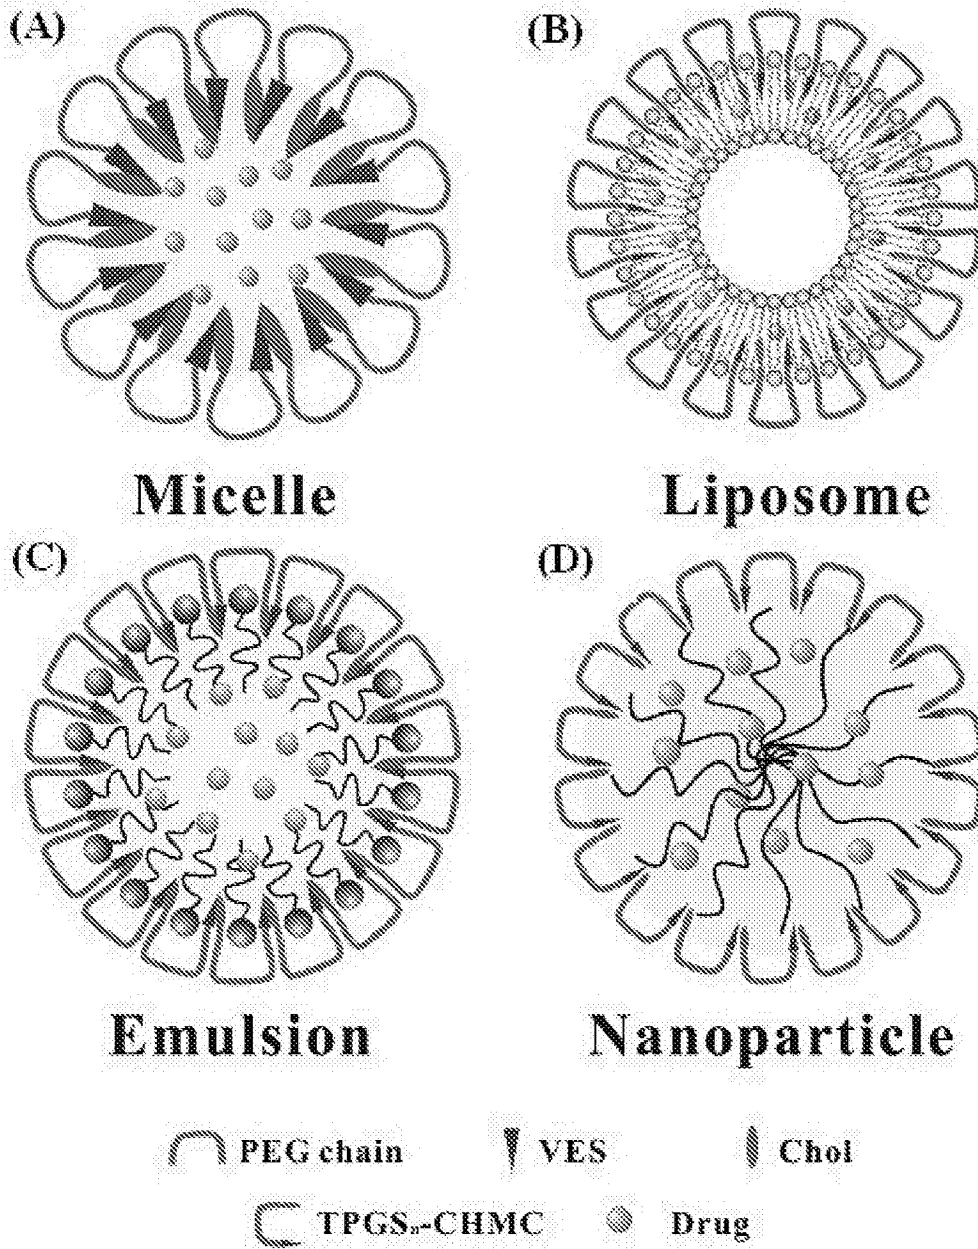 (A)
(B)
Micelle
Liposome
(C)
(D)
Emulsion
Nanoparticle
PEG chain
VES
Chol
TPGSₙ-CHMC
Drug